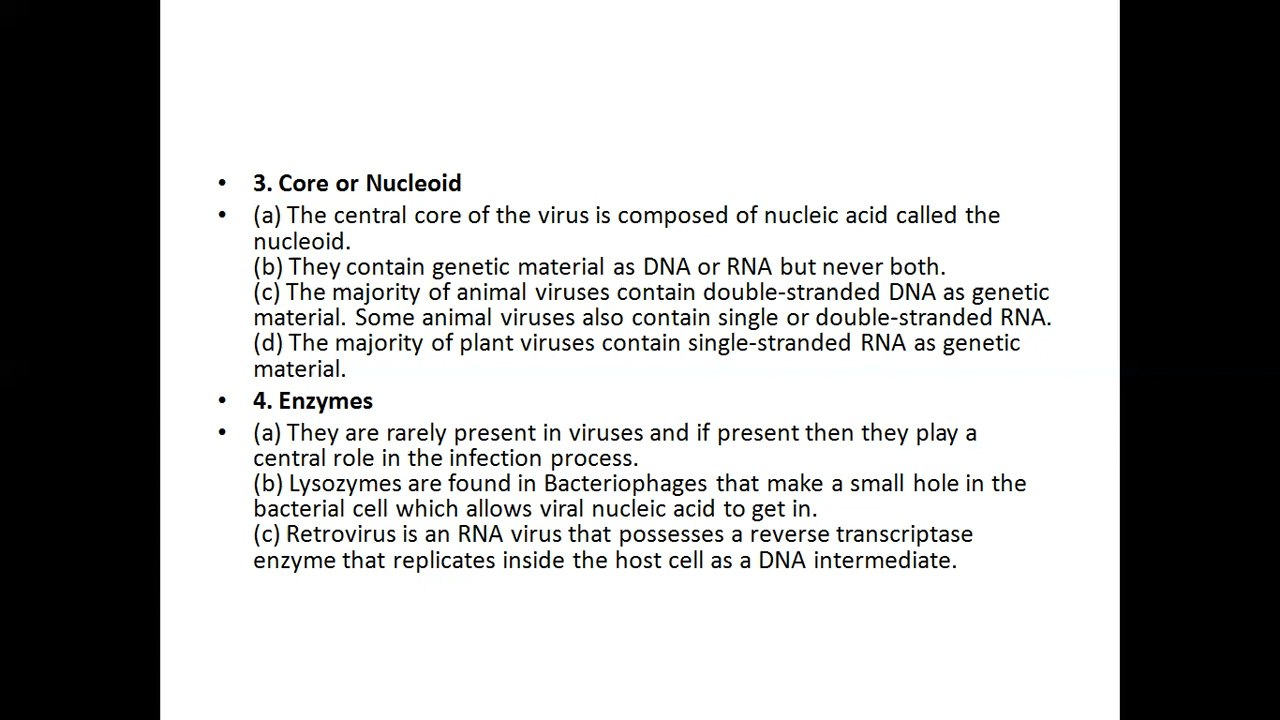 • 3. Core or Nucleoid
• (a) The central core of the virus is composed of nucleic acid called the
nucleoid.
(b) They contain genetic material as DNA or RNA but never both.
(c) The majority of animal viruses contain double-stranded DNA as genetic
material. Some animal viruses also contain single or double-stranded RNA.
(d) The majority of plant viruses contain single-stranded RNA as genetic
material.
• 4. Enzymes
• (a) They are rarely present in viruses and if present then they play a
central role in the infection process.
(b) Lysozymes are found in Bacteriophages that make a small hole in the
bacterial cell which allows viral nucleic acid to get in.
(c) Retrovirus is an RNA virus that possesses a reverse transcriptase
enzyme that replicates inside the host cell as a DNA intermediate.